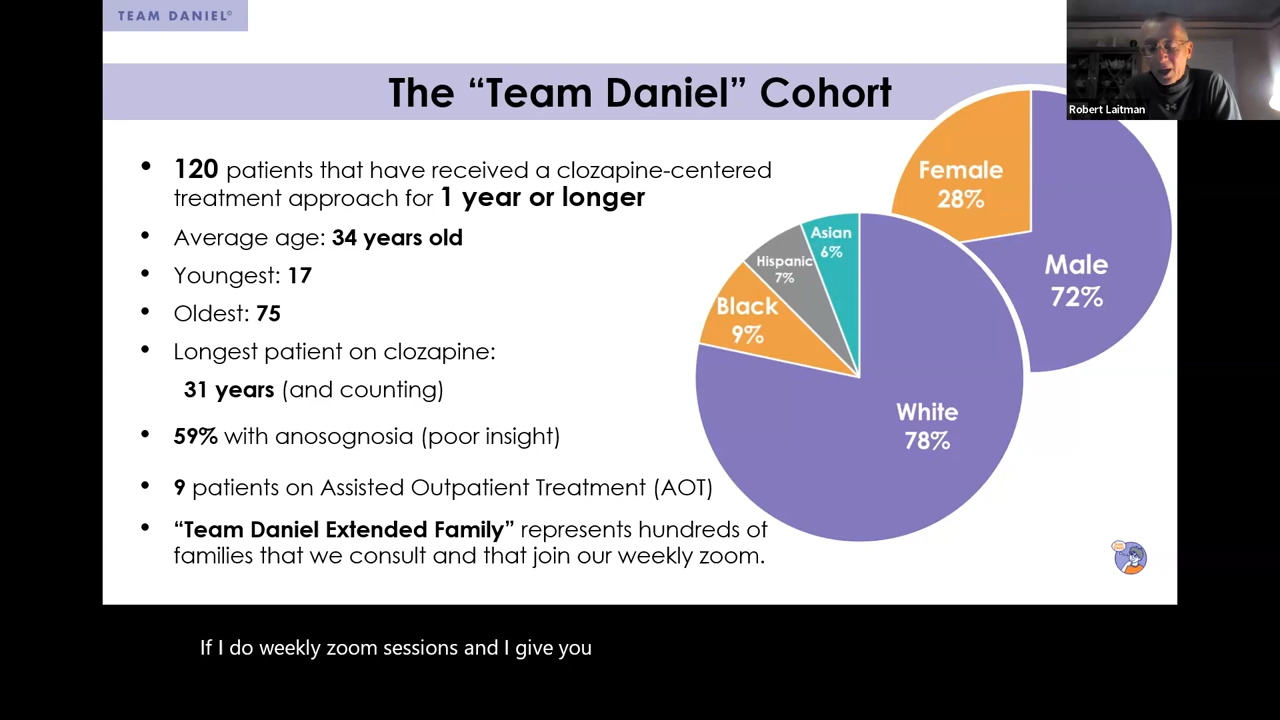 TEAM DANIEL©
The “Team Daniel” Cohort
Robert Laitman
• 120 patients that have received a clozapine-centered
treatment approach for 1 year or longer
• Average age: 34 years old
• Youngest: 17
• Oldest: 75
• Longest patient on clozapine:
31 years (and counting)
• 59% with anosognosia (poor insight)
• 9 patients on Assisted Outpatient Treatment (AOT)
• “Team Daniel Extended Family” represents hundreds of
families that we consult and that join our weekly zoom.
Female
28%
Male
72%
Asian
6%
Hispanic
7%
Black
9%
White
78%
If I do weekly zoom sessions and I give you